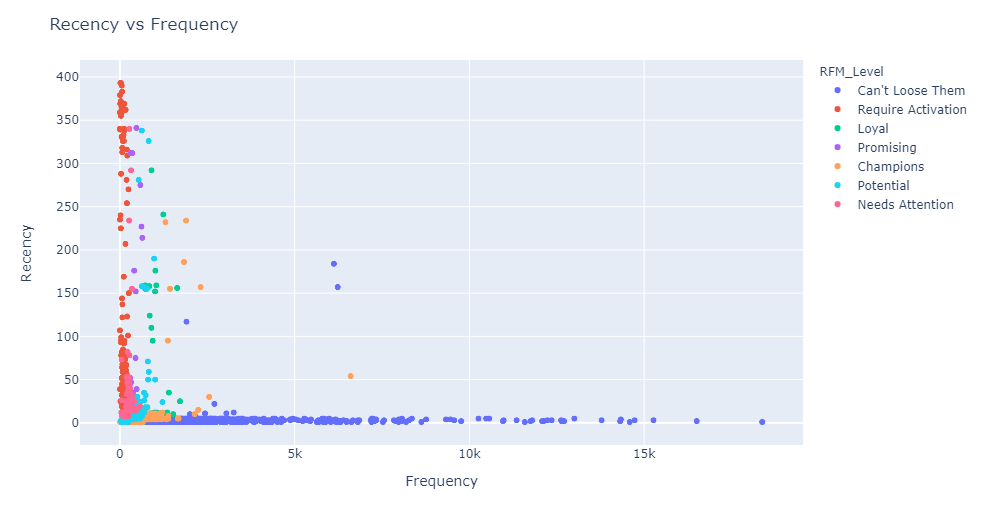 Recency vs Frequency
RFM_Level
Can't Loose Them
Require Activation
Loyal
Promising
Champions
Potential
Needs Attention
400
350
300
250
200
150
100
50
0
Recency
0
5k
10k
15k
Frequency